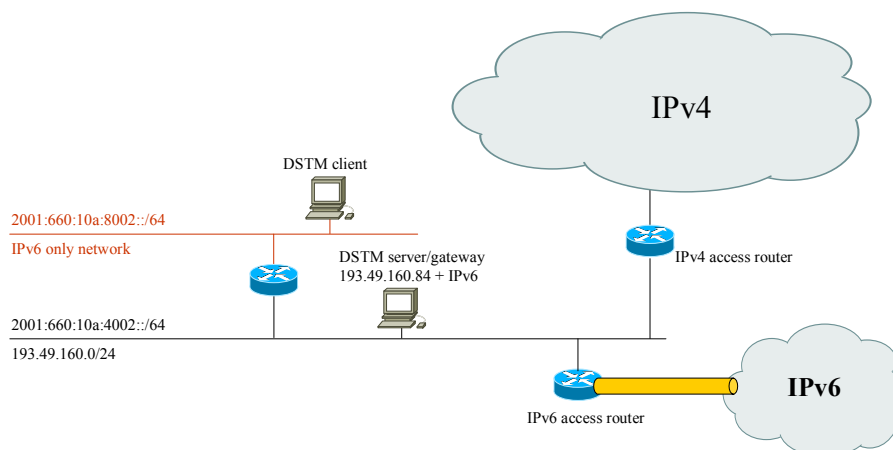 IPv4
DSTM client
2001:660:10a:8002::/64
IPv6 only network
DSTM server/gateway
193.49.160.84 + IPv6
IPv4 access router
2001:660:10a:4002::/64
193.49.160.0/24
IPv6
IPv6 access router